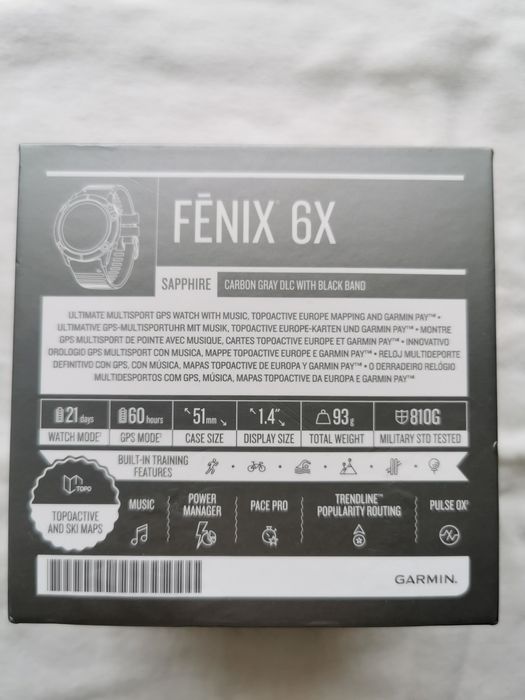 FĒNIX® 6X
SAPPHIRE CARBON GRAY DLC WITH BLACK BAND
ULTIMATE MULTISPORT GPS WATCH WITH MUSIC, TOPOACTIVE EUROPE MAPPING AND GARMIN PAY™ •
ULTIMATIVE GPS-MULTISPORTUHR MIT MUSIK, TOPOACTIVE EUROPE-KARTEN UND GARMIN PAY™ • MONTRE
GPS MULTISPORT DE POINTE AVEC MUSIQUE, CARTES TOPOACTIVE EUROPE ET GARMIN PAY™ • INNOVATIVO
OROLOGIO GPS MULTISPORT CON MUSICA, MAPPE TOPOACTIVE EUROPE E GARMIN PAY™ • RELOJ MULTIDEPORTE
DEFINITIVO CON GPS, CON MÚSICA, MAPAS TOPOACTIVE DE EUROPA Y GARMIN PAY™ • O DERRADEIRO RELÓGIO
MULTIDESPORTOS COM GPS, MÚSICA, MAPAS TOPOACTIVE DA EUROPA E GARMIN PAY™
21 days 60 hours 51 mm 1.4" 93 g 810G
WATCH MODE¹ GPS MODE¹ CASE SIZE DISPLAY SIZE TOTAL WEIGHT MILITARY STD TESTED
BUILT-IN TRAINING
FEATURES
TOPO
TOPOACTIVE
AND SKI MAPS
MUSIC
POWER
MANAGER
PACE PRO
TRENDLINE™
POPULARITY ROUTING
PULSE OX²
GARMIN.